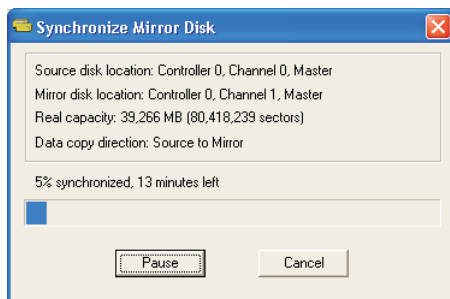 Synchronize Mirror Disk
Source disk location: Controller 0, Channel 0, Master
Mirror disk location: Controller 0, Channel 1, Master
Real capacity: 39,266 MB (80,418,239 sectors)
Data copy direction: Source to Mirror
5% synchronized, 13 minutes left
Pause Cancel